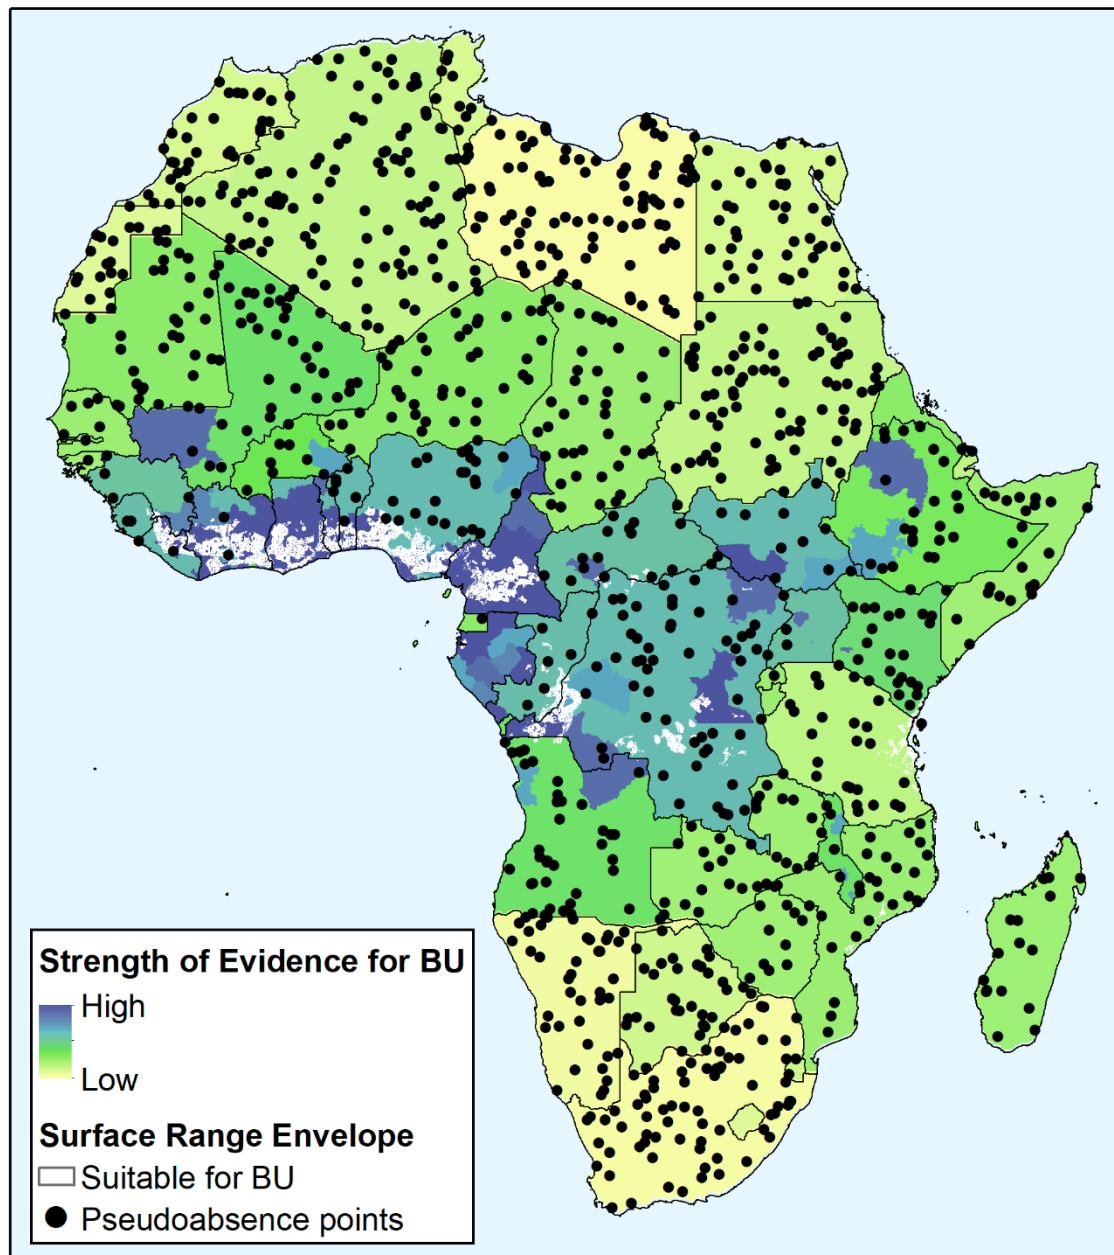 Strength of Evidence for BU
High
Low
Surface Range Envelope
Suitable for BU
Pseudoabsence points